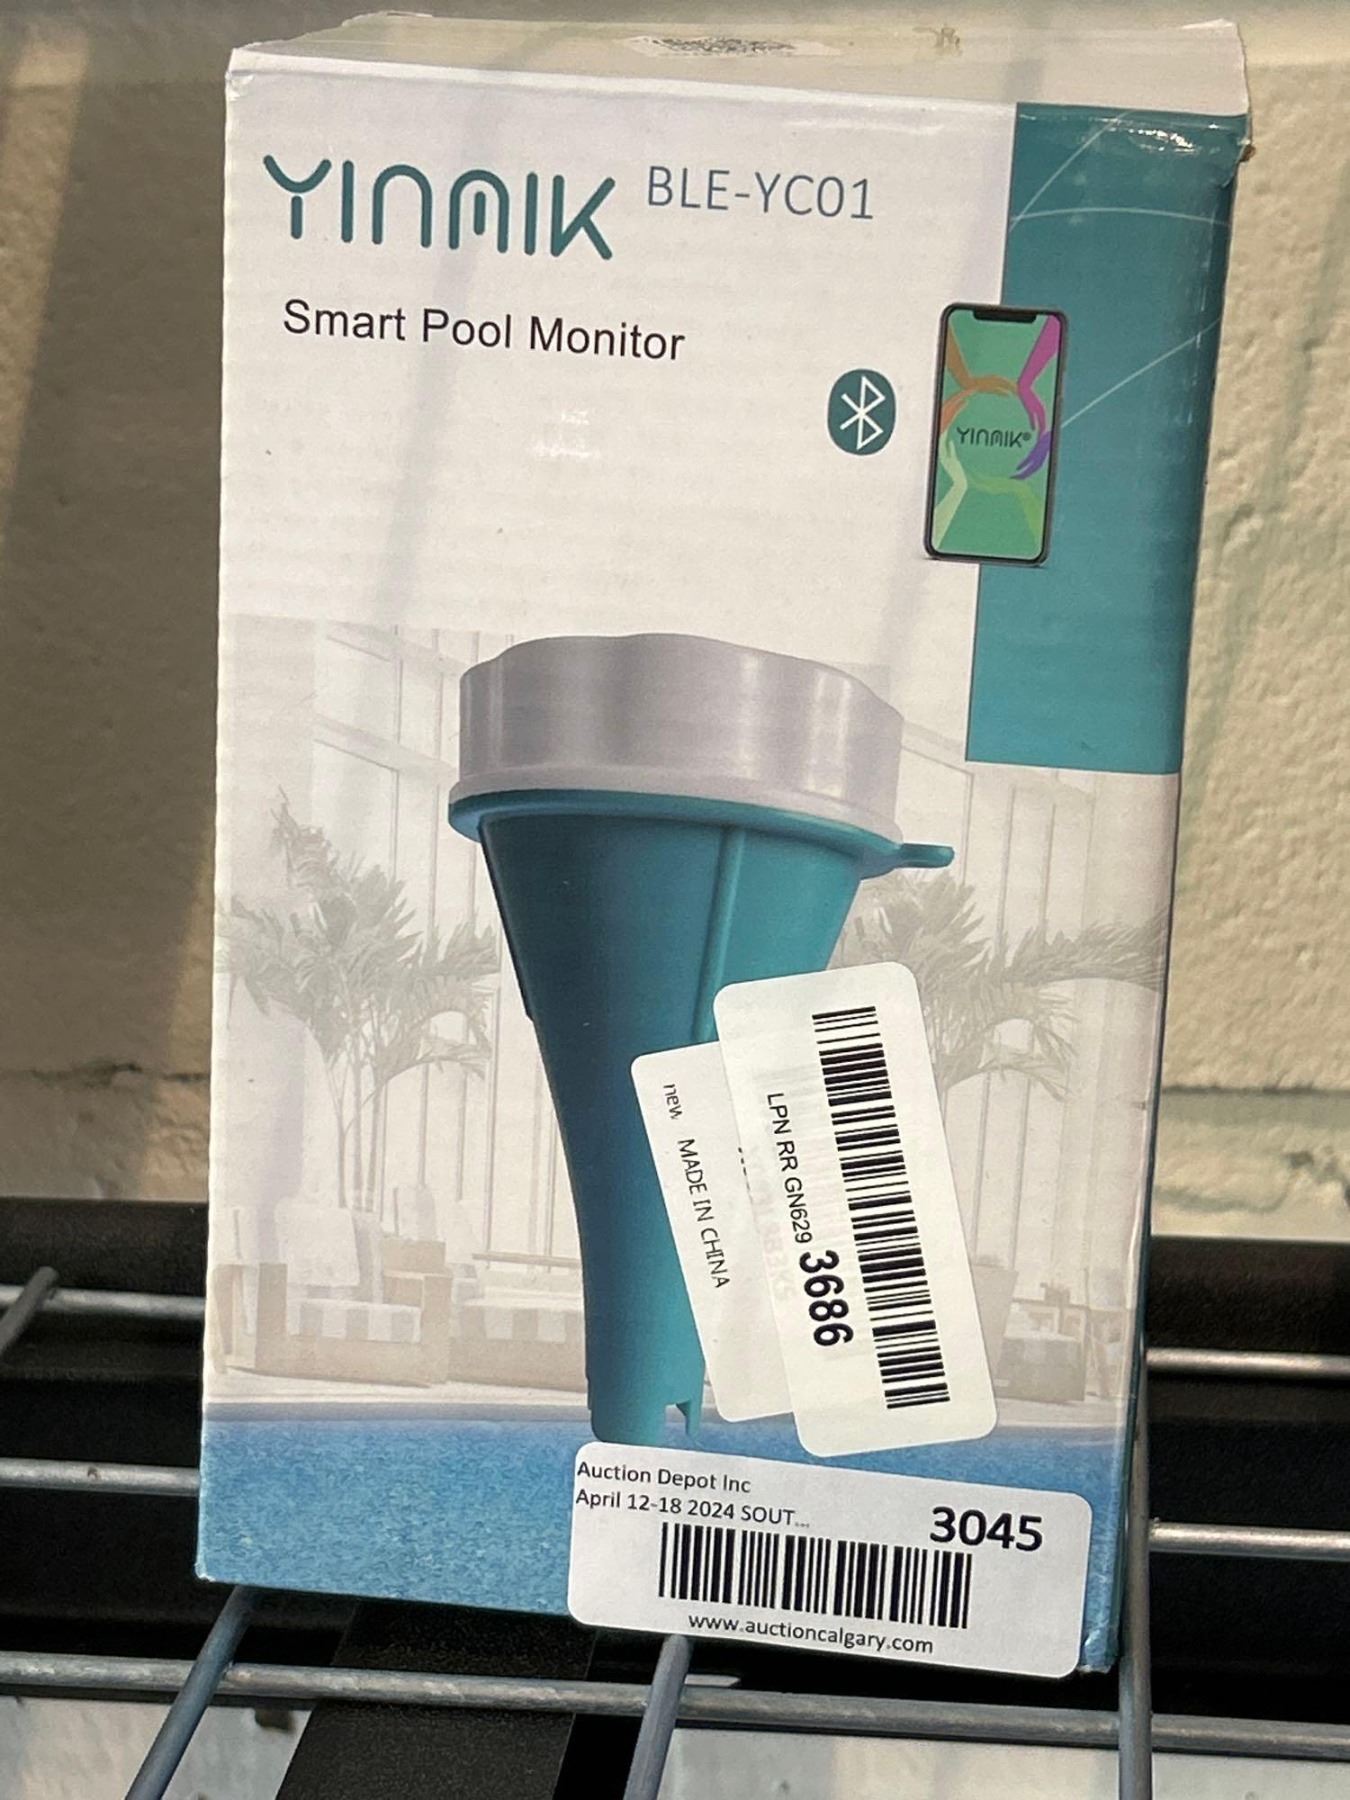 YINMIK BLE-YC01
Smart Pool Monitor
YINMIK®
new MADE IN CHINA
LPN RR GN629 3686
Auction Depot Inc
April 12-18 2024 SOUT...
3045
www.auctioncalgary.com